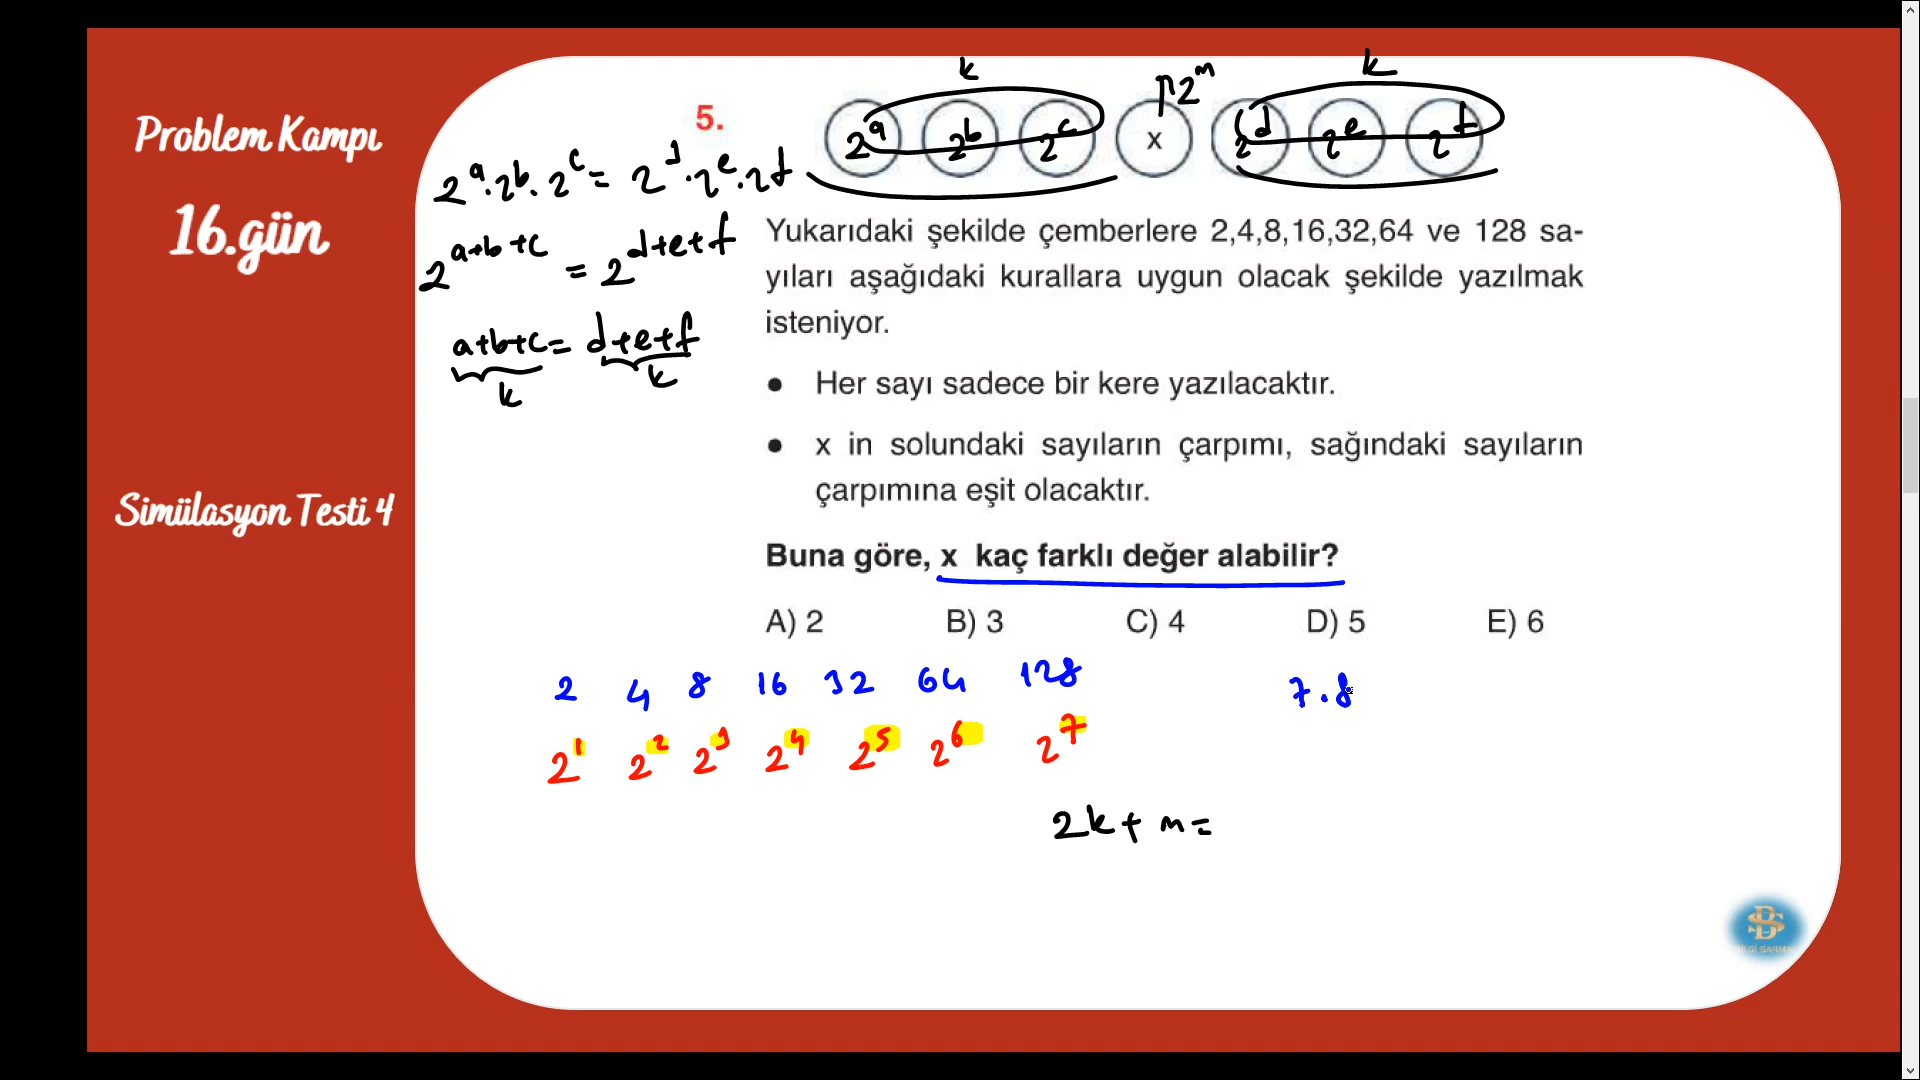 Problem Kampı
16.gün
Simülasyon Testi 4
k
2^m
k
5.
2^a 2^b 2^c x 2^d 2^e 2^f
2^a.2^b.2^c = 2^d.2^e.2^f
2^a+b+c = 2^d+e+f
a+b+c = d+e+f
k k
Yukarıdaki şekilde çemberlere 2,4,8,16,32,64 ve 128 sa-
yıları aşağıdaki kurallara uygun olacak şekilde yazılmak
isteniyor.
● Her sayı sadece bir kere yazılacaktır.
● x in solundaki sayıların çarpımı, sağındaki sayıların
çarpımına eşit olacaktır.
Buna göre, x kaç farklı değer alabilir?
A) 2 B) 3 C) 4 D) 5 E) 6
2 4 8 16 32 64 128 7.8
2^1 2^2 2^3 2^4 2^5 2^6 2^7
2k+m=